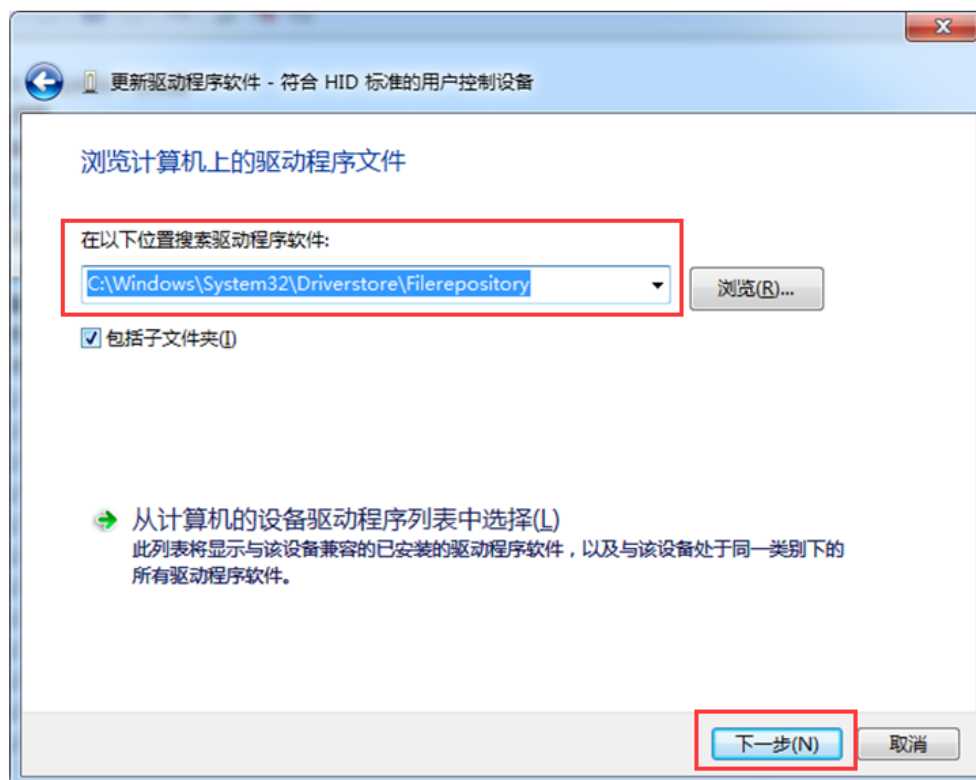 更新驱动程序软件 - 符合 HID 标准的用户控制设备
浏览计算机上的驱动程序文件
在以下位置搜索驱动程序软件:
C:\Windows\System32\Driverstore\Filerepository
浏览(R)...
包括子文件夹(I)
从计算机的设备驱动程序列表中选择(L)
此列表将显示与该设备兼容的已安装的驱动程序软件，以及与该设备处于同一类别下的
所有驱动程序软件。
下一步(N)
取消